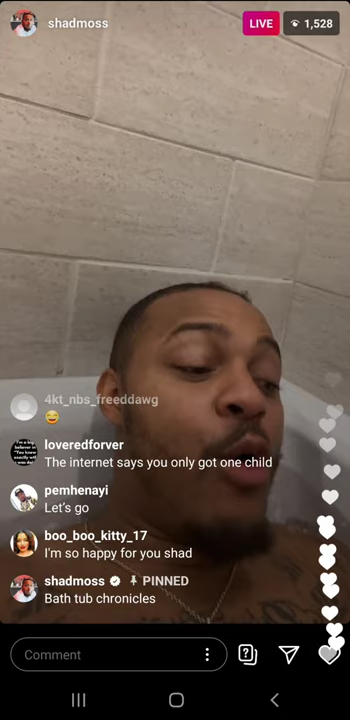 shadmoss
LIVE
1,528
4kt_nbs_freeddawg
😂
loveredforver
The internet says you only got one child
pemhenayi
Let's go
boo_boo_kitty_17
I'm so happy for you shad
shadmoss PINNED
Bath tub chronicles
Comment